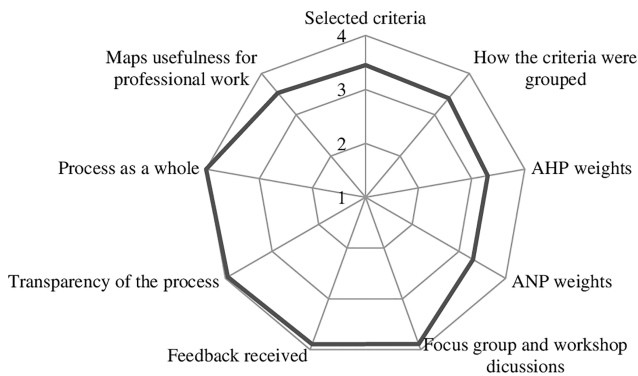 Selected criteria
How the criteria were
grouped
AHP weights
ANP weights
Focus group and workshop
dicussions
Feedback received
Transparency of the process
Process as a whole
Maps usefulness for
professional work
4
3
2
1